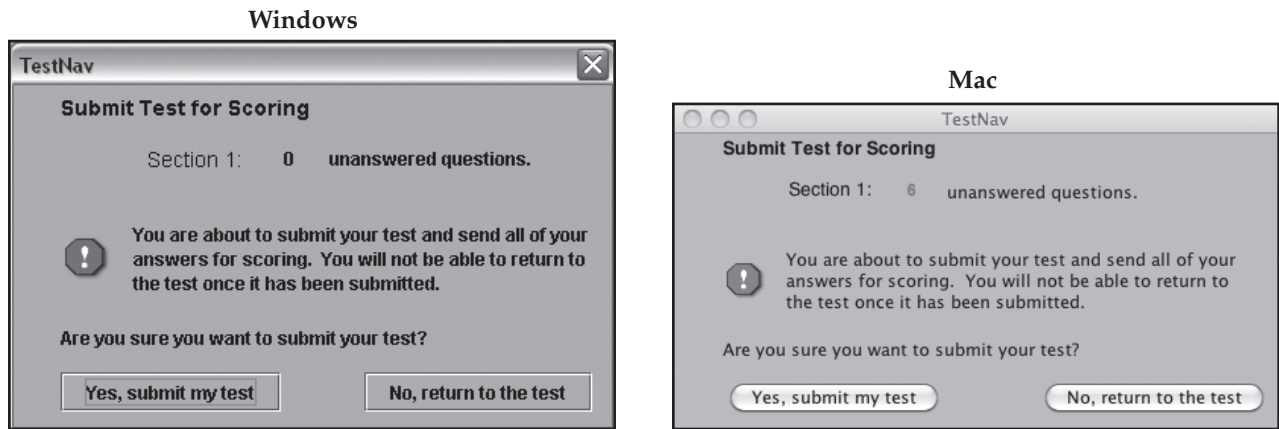 Windows
TestNav
Submit Test for Scoring
Section 1: 0 unanswered questions.
You are about to submit your test and send all of your
answers for scoring. You will not be able to return to
the test once it has been submitted.
Are you sure you want to submit your test?
Yes, submit my test No, return to the test
Mac
TestNav
Submit Test for Scoring
Section 1: 6 unanswered questions.
You are about to submit your test and send all of your
answers for scoring. You will not be able to return to
the test once it has been submitted.
Are you sure you want to submit your test?
Yes, submit my test No, return to the test